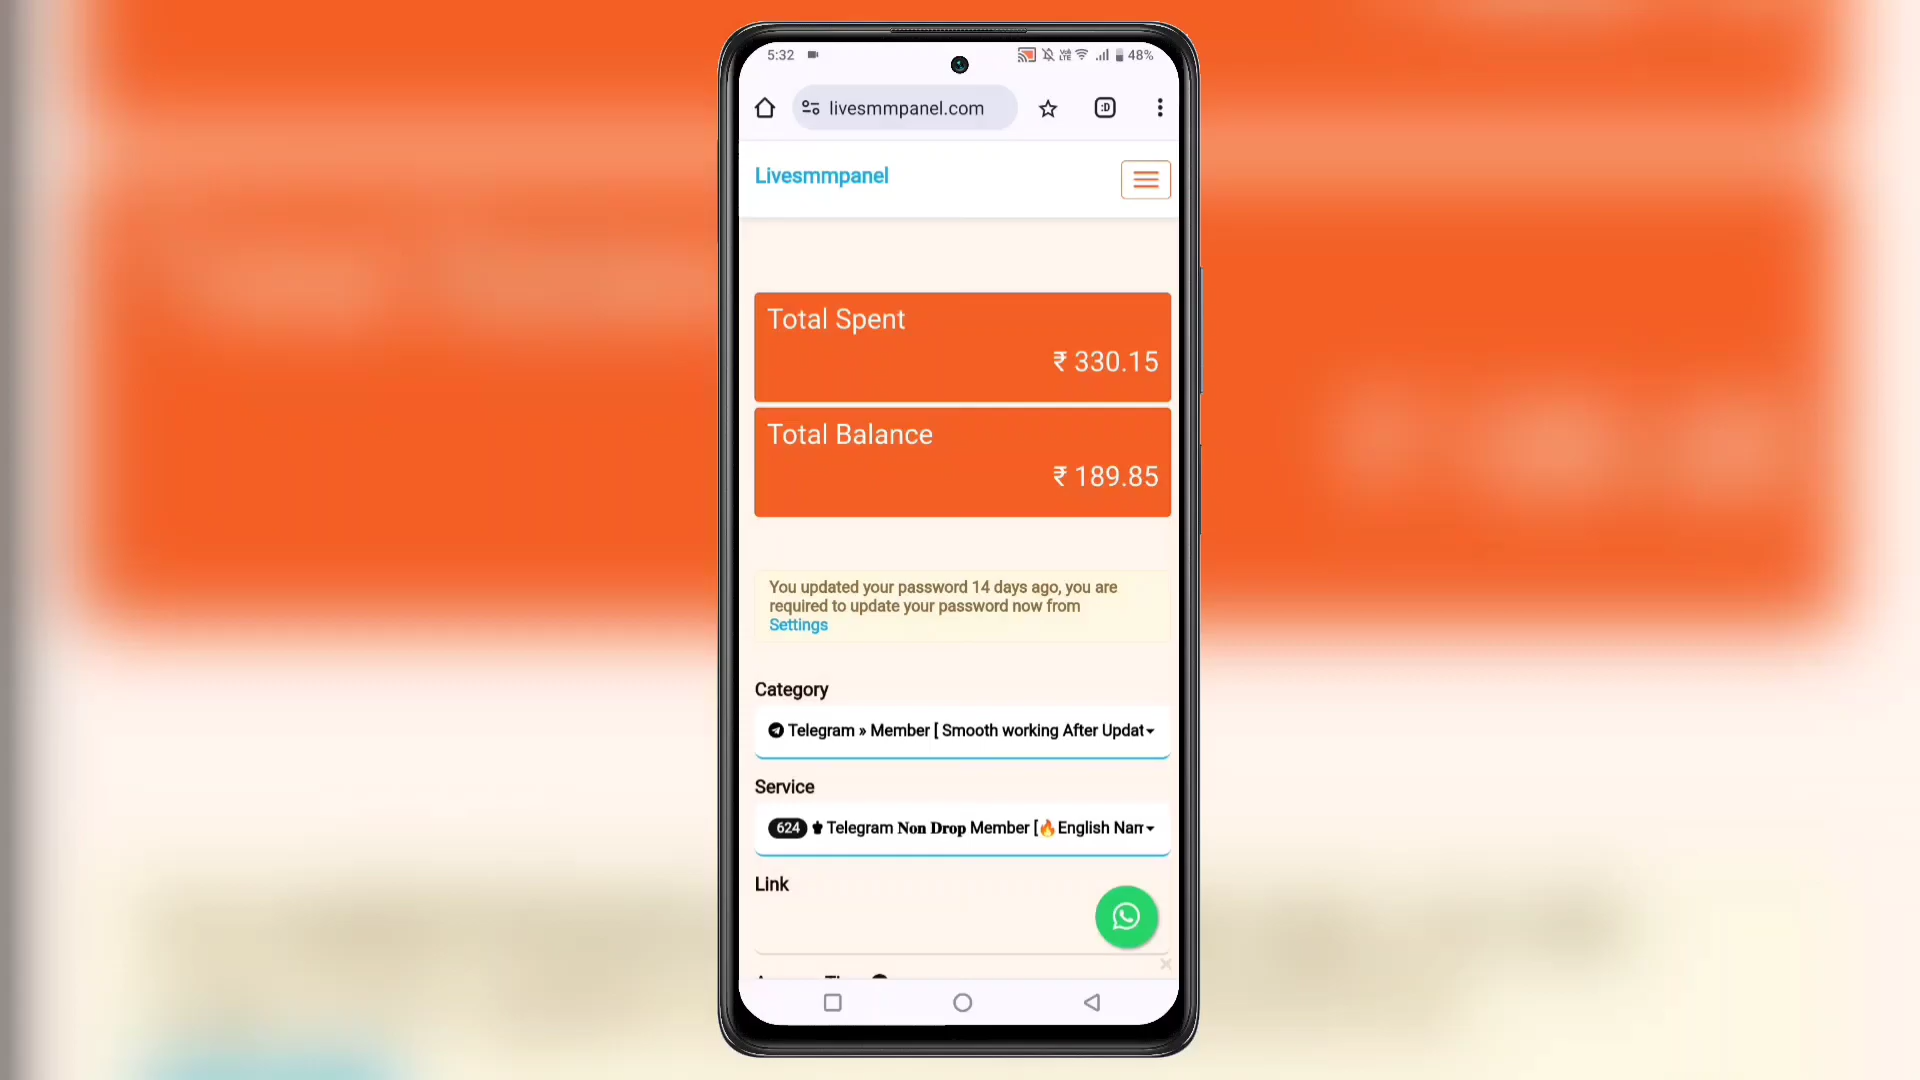 5:32
48%
livesmmpanel.com
:D
Livesmmpanel
Total Spent
₹ 330.15
Total Balance
₹ 189.85
You updated your password 14 days ago, you are
required to update your password now from
Settings
Category
Telegram » Member [ Smooth working After Updat
Service
624 Telegram 𝐍𝐨𝐧 𝐃𝐫𝐨𝐩 Member [🔥English Nam
Link